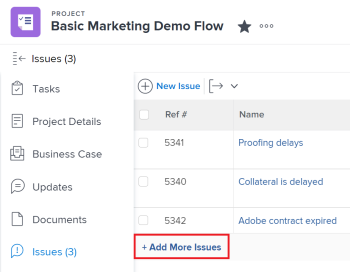 PROJECT
Basic Marketing Demo Flow
Issues (3)
Tasks
Project Details
Business Case
Updates
Documents
Issues (3)
New Issue
Ref # Name
5341 Proofing delays
5340 Collateral is delayed
5342 Adobe contract expired
+ Add More Issues